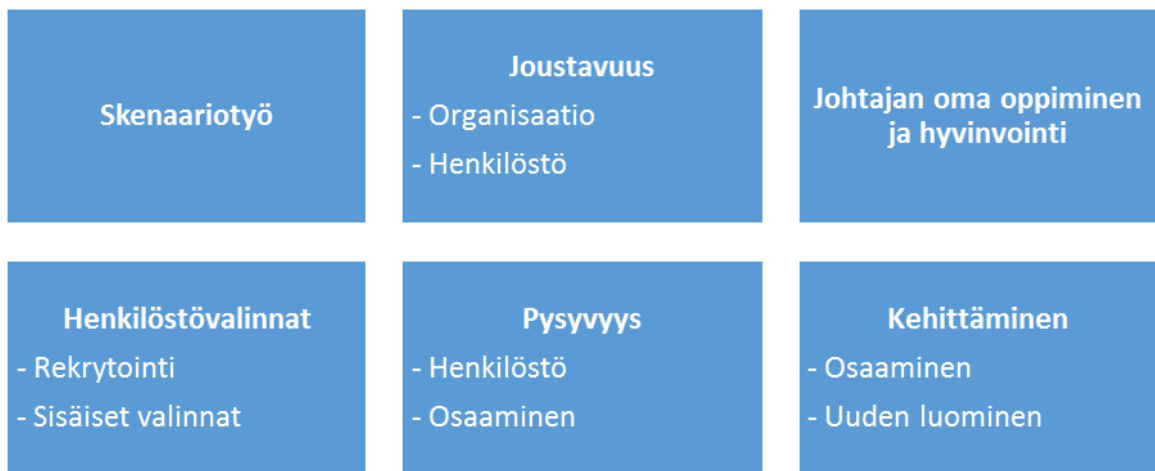 Skenaariotyö
Joustavuus
- Organisaatio
- Henkilöstö
Johtajan oma oppiminen
ja hyvinvointi
Henkilöstövalinnat
- Rekrytointi
- Sisäiset valinnat
Pysyvyys
- Henkilöstö
- Osaaminen
Kehittäminen
- Osaaminen
- Uuden luominen